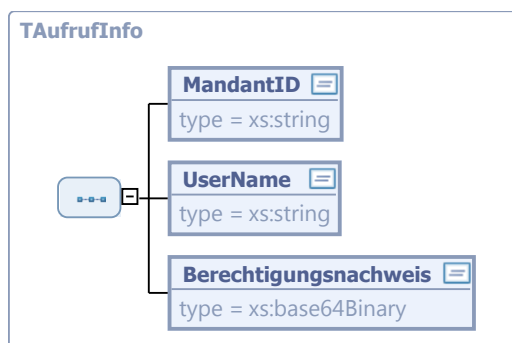 TAufrufInfo
MandantID
type = xs:string
UserName
type = xs:string
Berechtigungsnachweis
type = xs:base64Binary